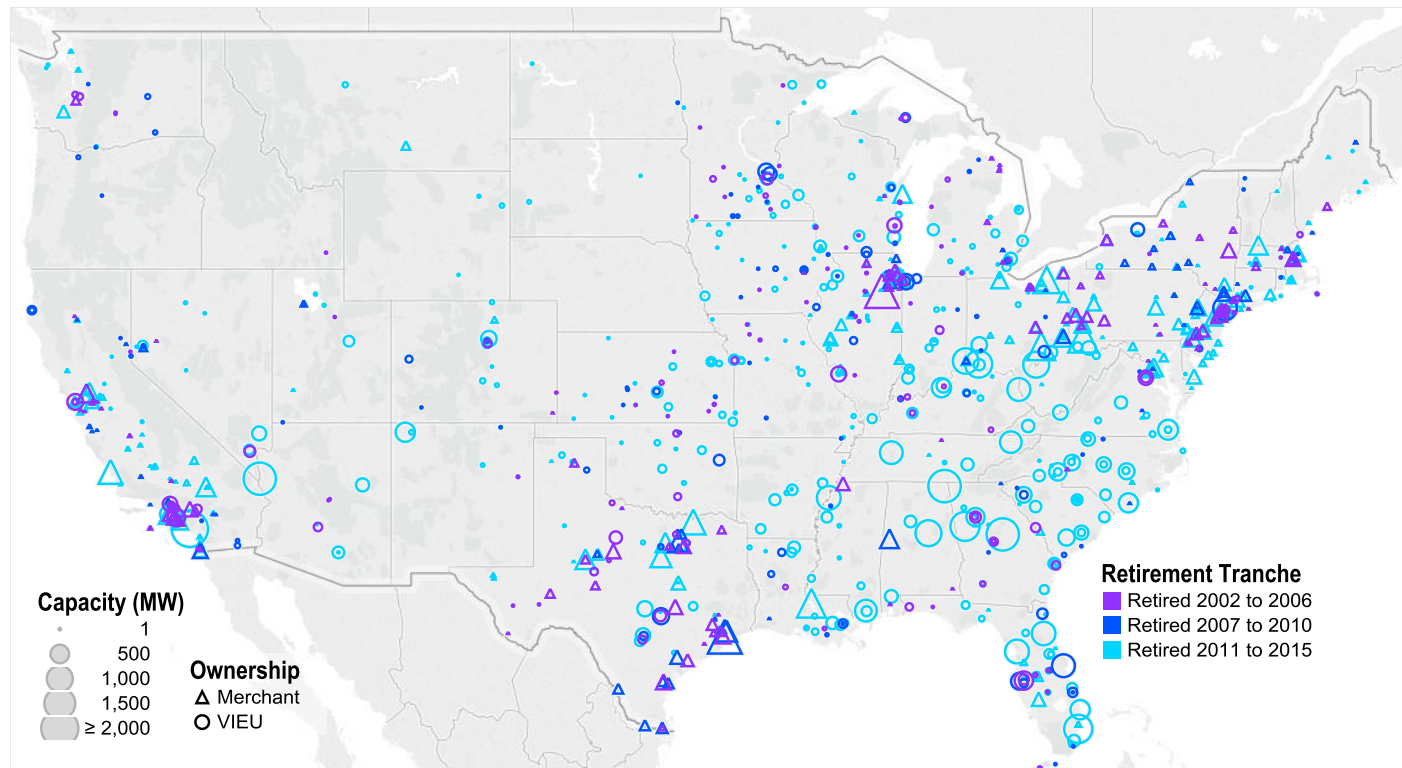 Capacity (MW)
1
500
1,000
1,500
≥ 2,000
Ownership
Merchant
VIEU
Retirement Tranche
Retired 2002 to 2006
Retired 2007 to 2010
Retired 2011 to 2015